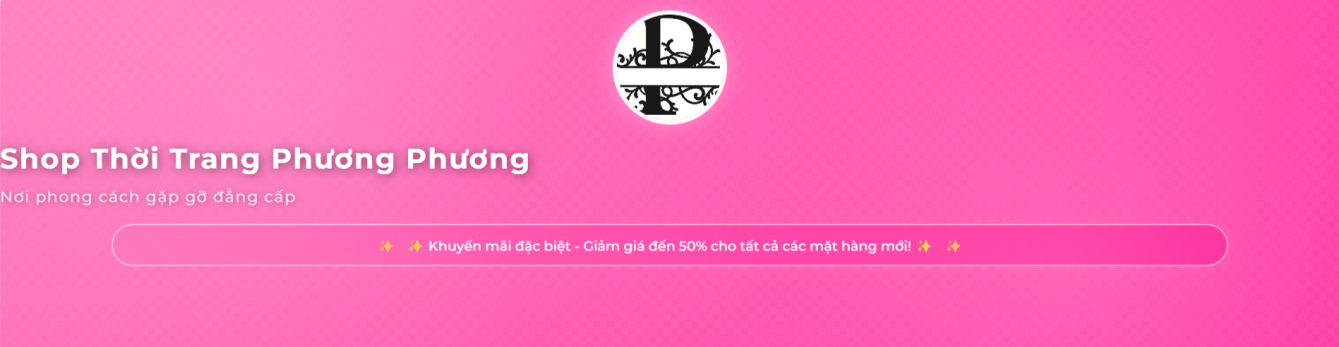 P
Shop Thời Trang Phương Phương
Nơi phong cách gặp gỡ đẳng cấp
✨ ✨ Khuyến mãi đặc biệt - Giảm giá đến 50% cho tất cả các mặt hàng mới! ✨ ✨